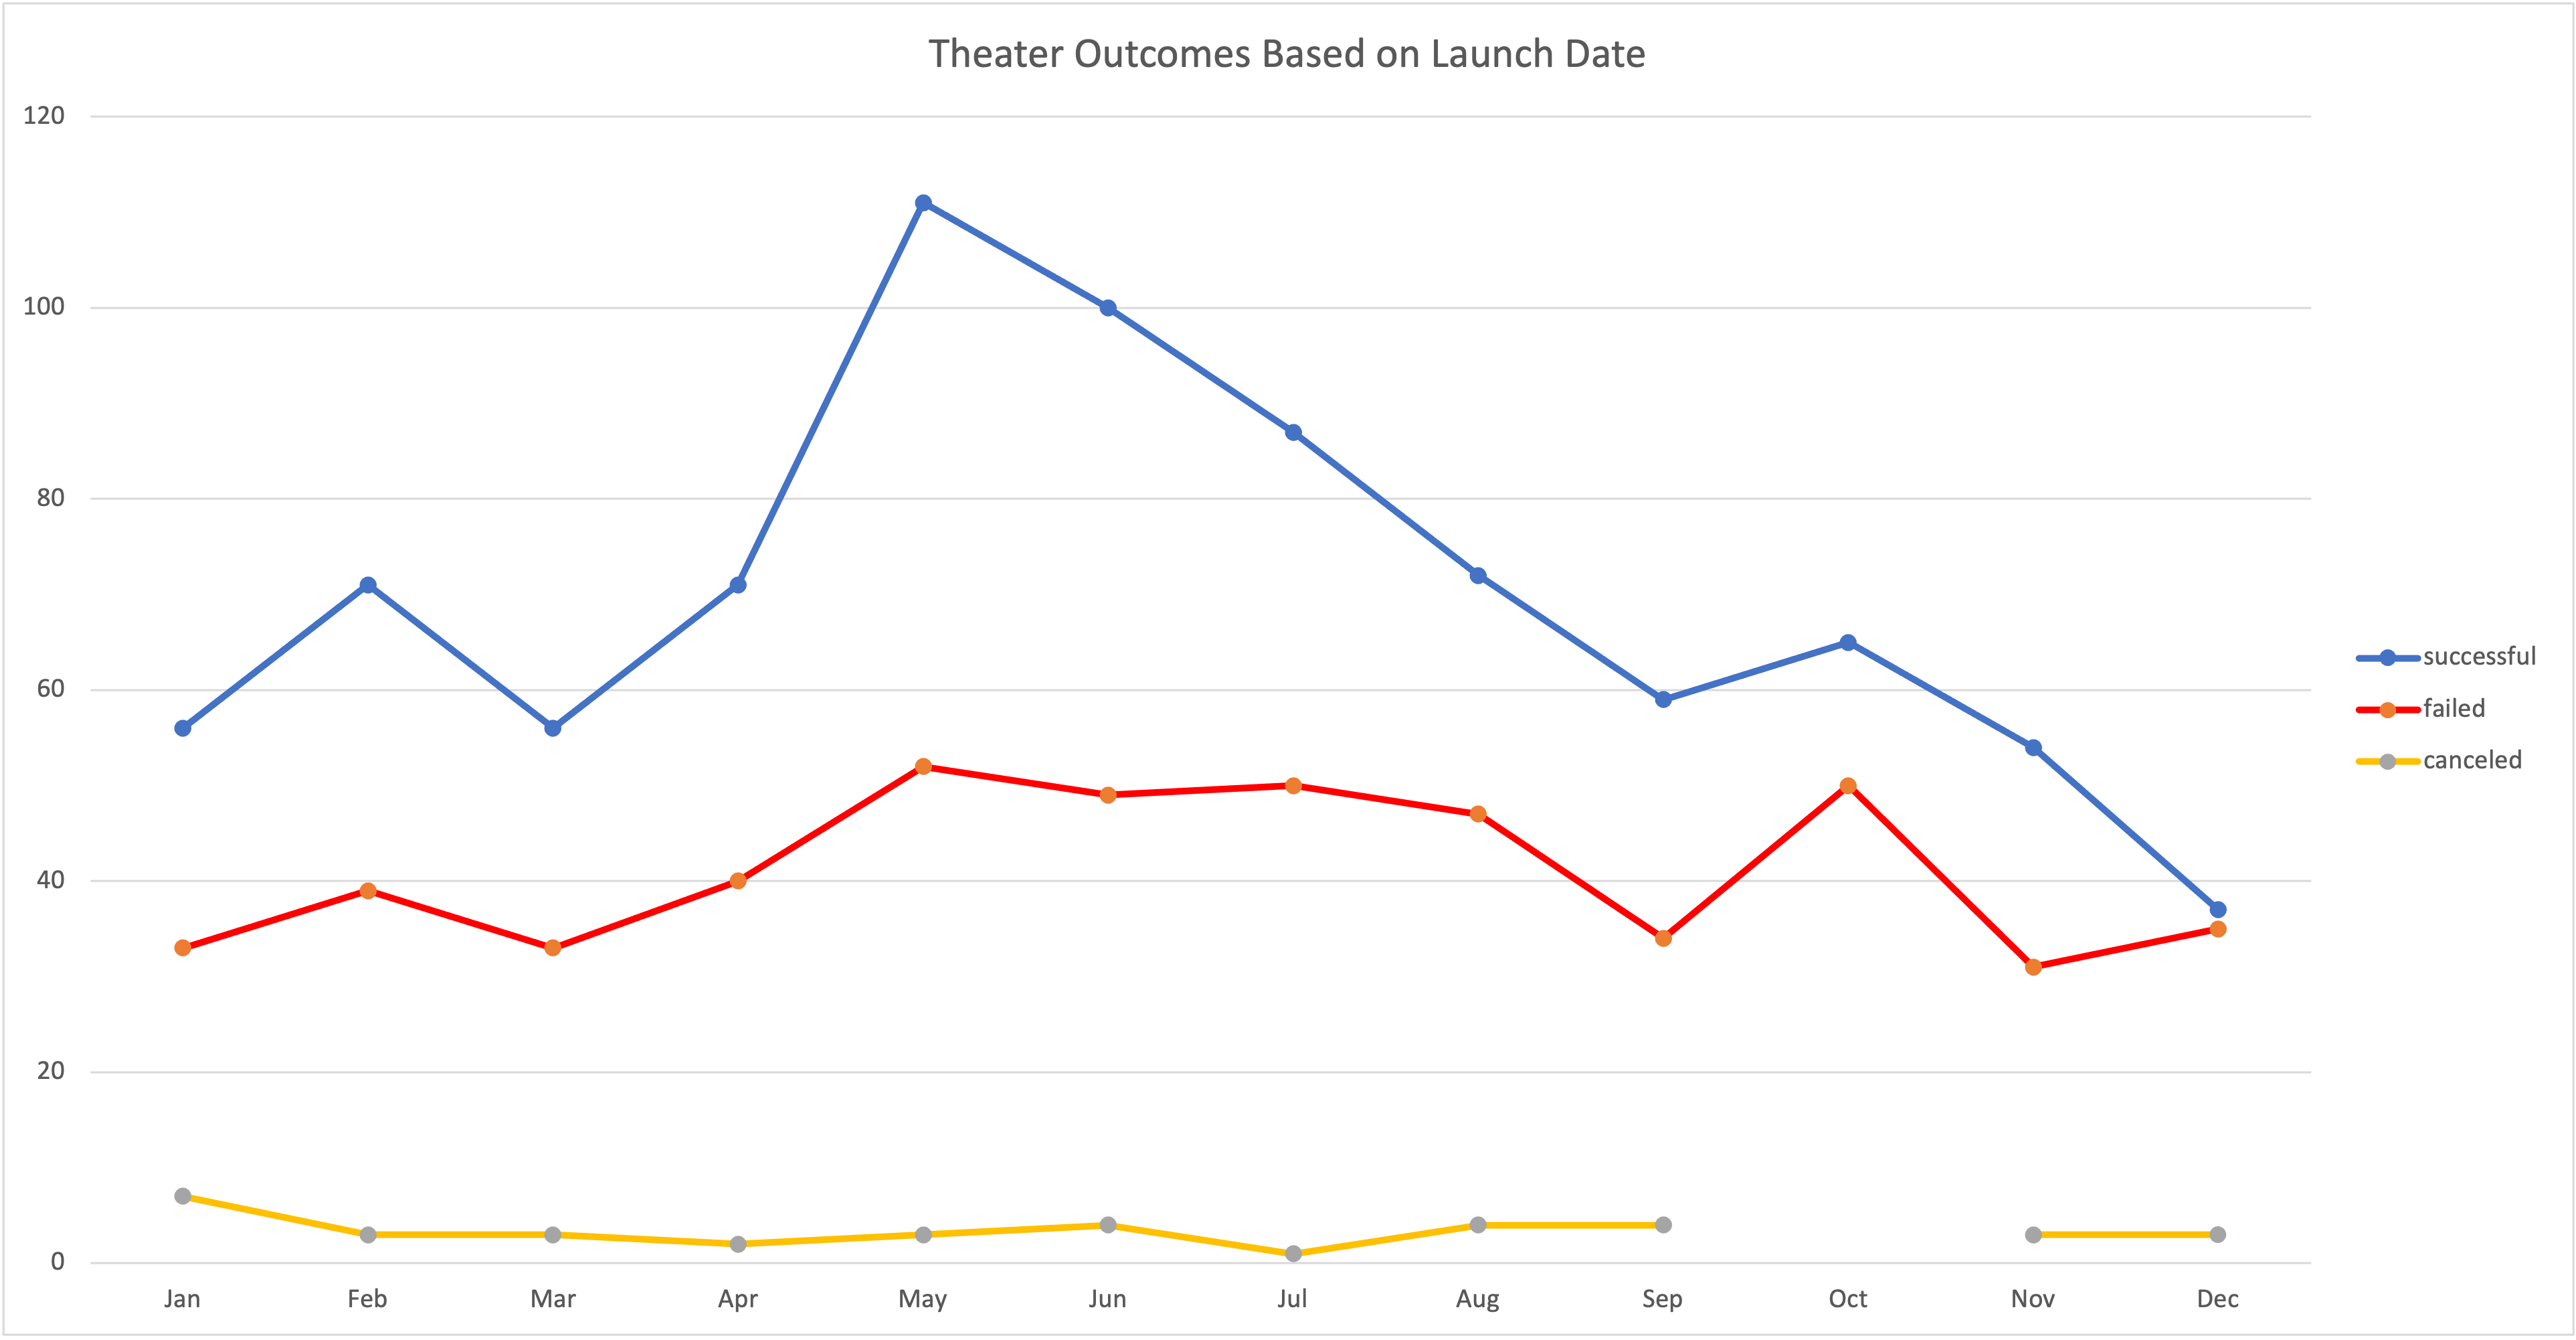 Theater Outcomes Based on Launch Date
120
100
80
60
40
20
0
Jan Feb Mar Apr May Jun Jul Aug Sep Oct Nov Dec
successful
failed
canceled